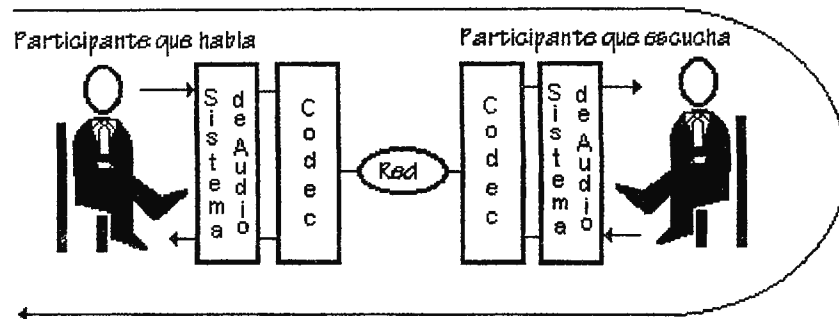 Participante que habla
Participante que escucha
Sistema
de Audio
Codec
Red
Codec
Sistema
de Audio